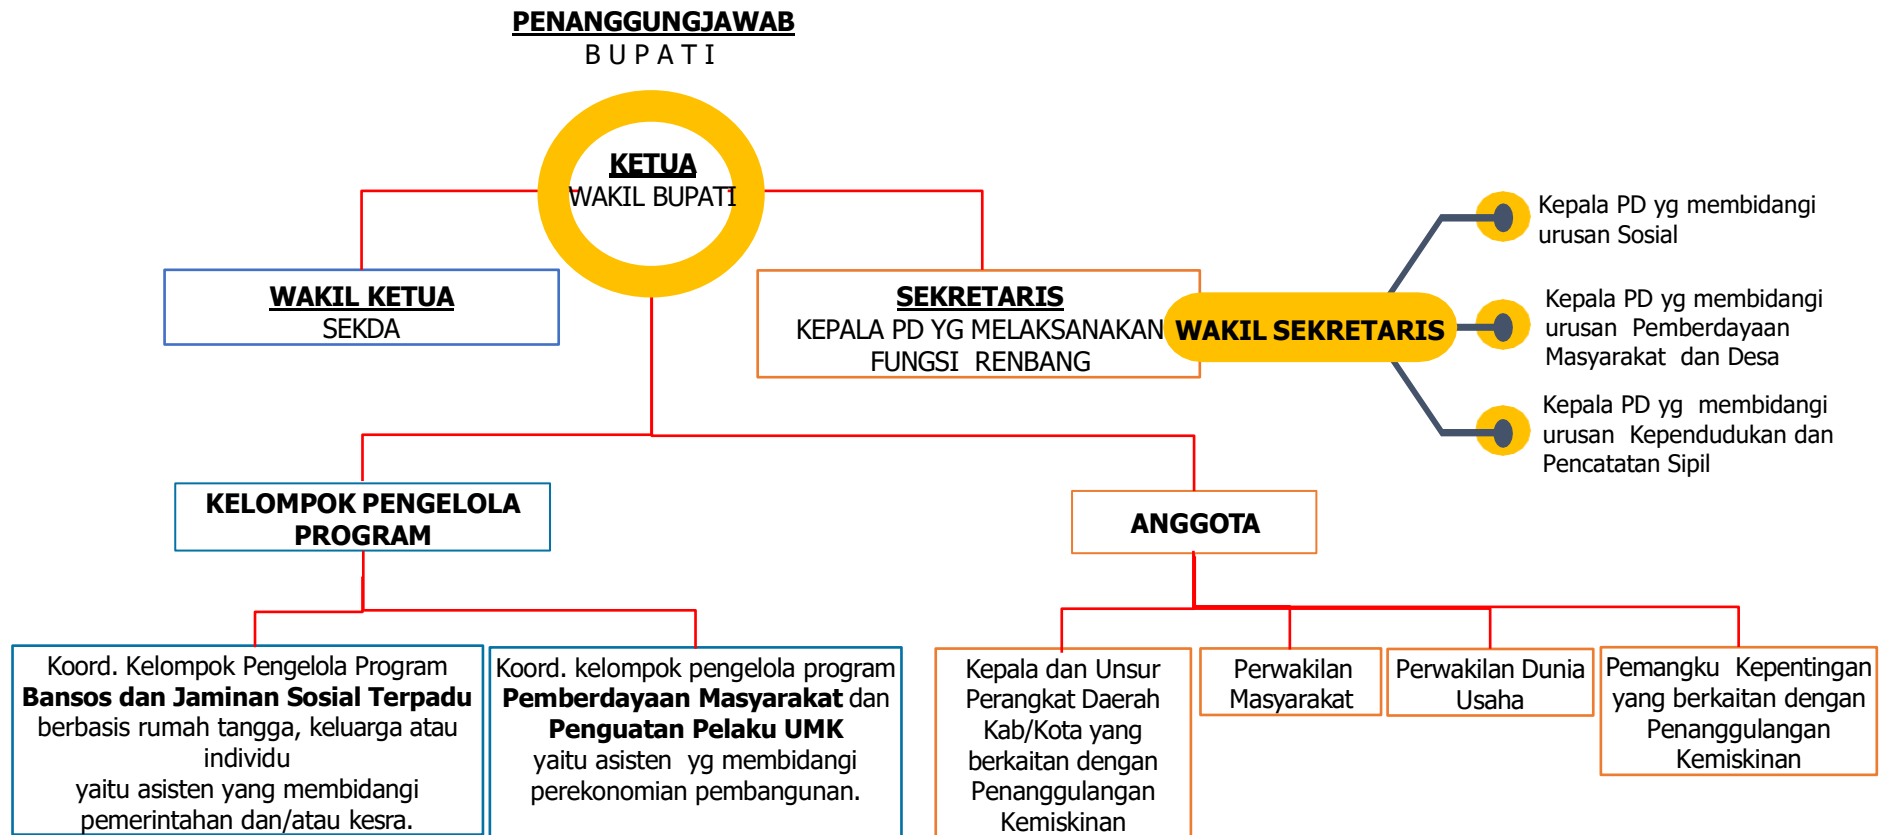 PENANGGUNGJAWAB
B U P A T I
KETUA
WAKIL BUPATI
WAKIL KETUA
SEKDA
SEKRETARIS
KEPALA PD YG MELAKSANAKAN
FUNGSI RENBANG
WAKIL SEKRETARIS
Kepala PD yg membidangi
urusan Sosial
Kepala PD yg membidangi
urusan Pemberdayaan
Masyarakat dan Desa
Kepala PD yg membidangi
urusan Kependudukan dan
Pencatatan Sipil
KELOMPOK PENGELOLA
PROGRAM
ANGGOTA
Koord. Kelompok Pengelola Program
Bansos dan Jaminan Sosial Terpadu
berbasis rumah tangga, keluarga atau
individu
yaitu asisten yang membidangi
pemerintahan dan/atau kesra.
Koord. kelompok pengelola program
Pemberdayaan Masyarakat dan
Penguatan Pelaku UMK
yaitu asisten yg membidangi
perekonomian pembangunan.
Kepala dan Unsur
Perangkat Daerah
Kab/Kota yang
berkaitan dengan
Penanggulangan
Kemiskinan
Perwakilan
Masyarakat
Perwakilan Dunia
Usaha
Pemangku Kepentingan
yang berkaitan dengan
Penanggulangan
Kemiskinan